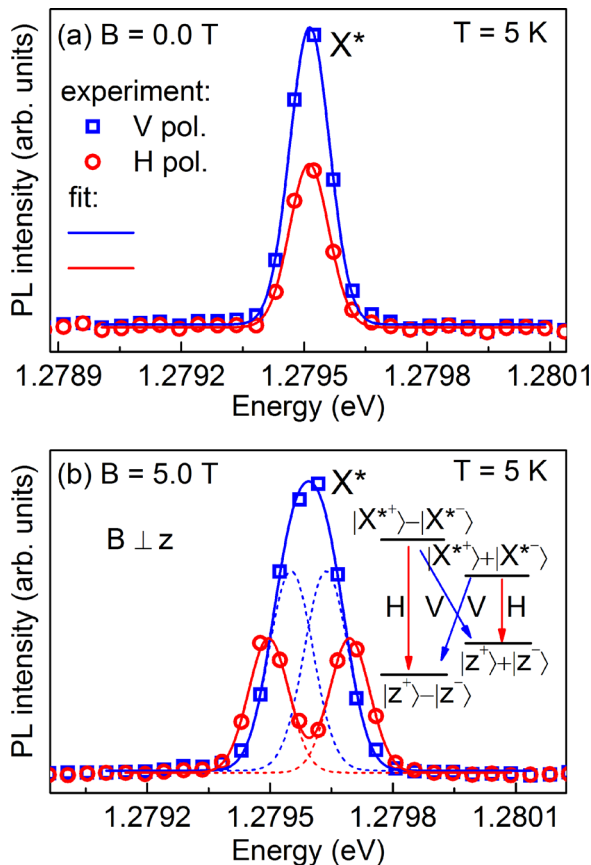 (a) B = 0.0 T
T = 5 K
X*
experiment:
V pol.
H pol.
fit:
PL intensity (arb. units)
1.2789 1.2792 1.2795 1.2798 1.2801
Energy (eV)
(b) B = 5.0 T
T = 5 K
X*
B ⊥ z
|X*⁺⟩−|X*⁻⟩
|X*⁺⟩+|X*⁻⟩
H V V H
|z⁺⟩+|z⁻⟩
|z⁺⟩−|z⁻⟩
PL intensity (arb. units)
1.2792 1.2795 1.2798 1.2801
Energy (eV)